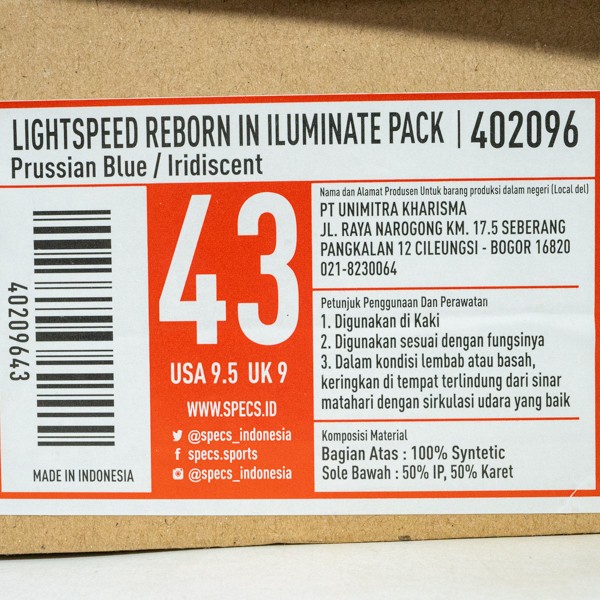 LIGHTSPEED REBORN IN ILUMINATE PACK | 402096
Prussian Blue / Iridiscent
40209643
MADE IN INDONESIA
43
USA 9.5 UK 9
WWW.SPECS.ID
@specs_indonesia
specs.sports
@specs_indonesia
Nama dan Alamat Produsen Untuk barang produksi dalam negeri (Local del)
PT UNIMITRA KHARISMA
JL. RAYA NAROGONG KM. 17.5 SEBERANG
PANGKALAN 12 CILEUNGSI - BOGOR 16820
021-8230064
Petunjuk Penggunaan Dan Perawatan
1. Digunakan di Kaki
2. Digunakan sesuai dengan fungsinya
3. Dalam kondisi lembab atau basah,
keringkan di tempat terlindung dari sinar
matahari dengan sirkulasi udara yang baik
Komposisi Material
Bagian Atas : 100% Syntetic
Sole Bawah : 50% IP, 50% Karet